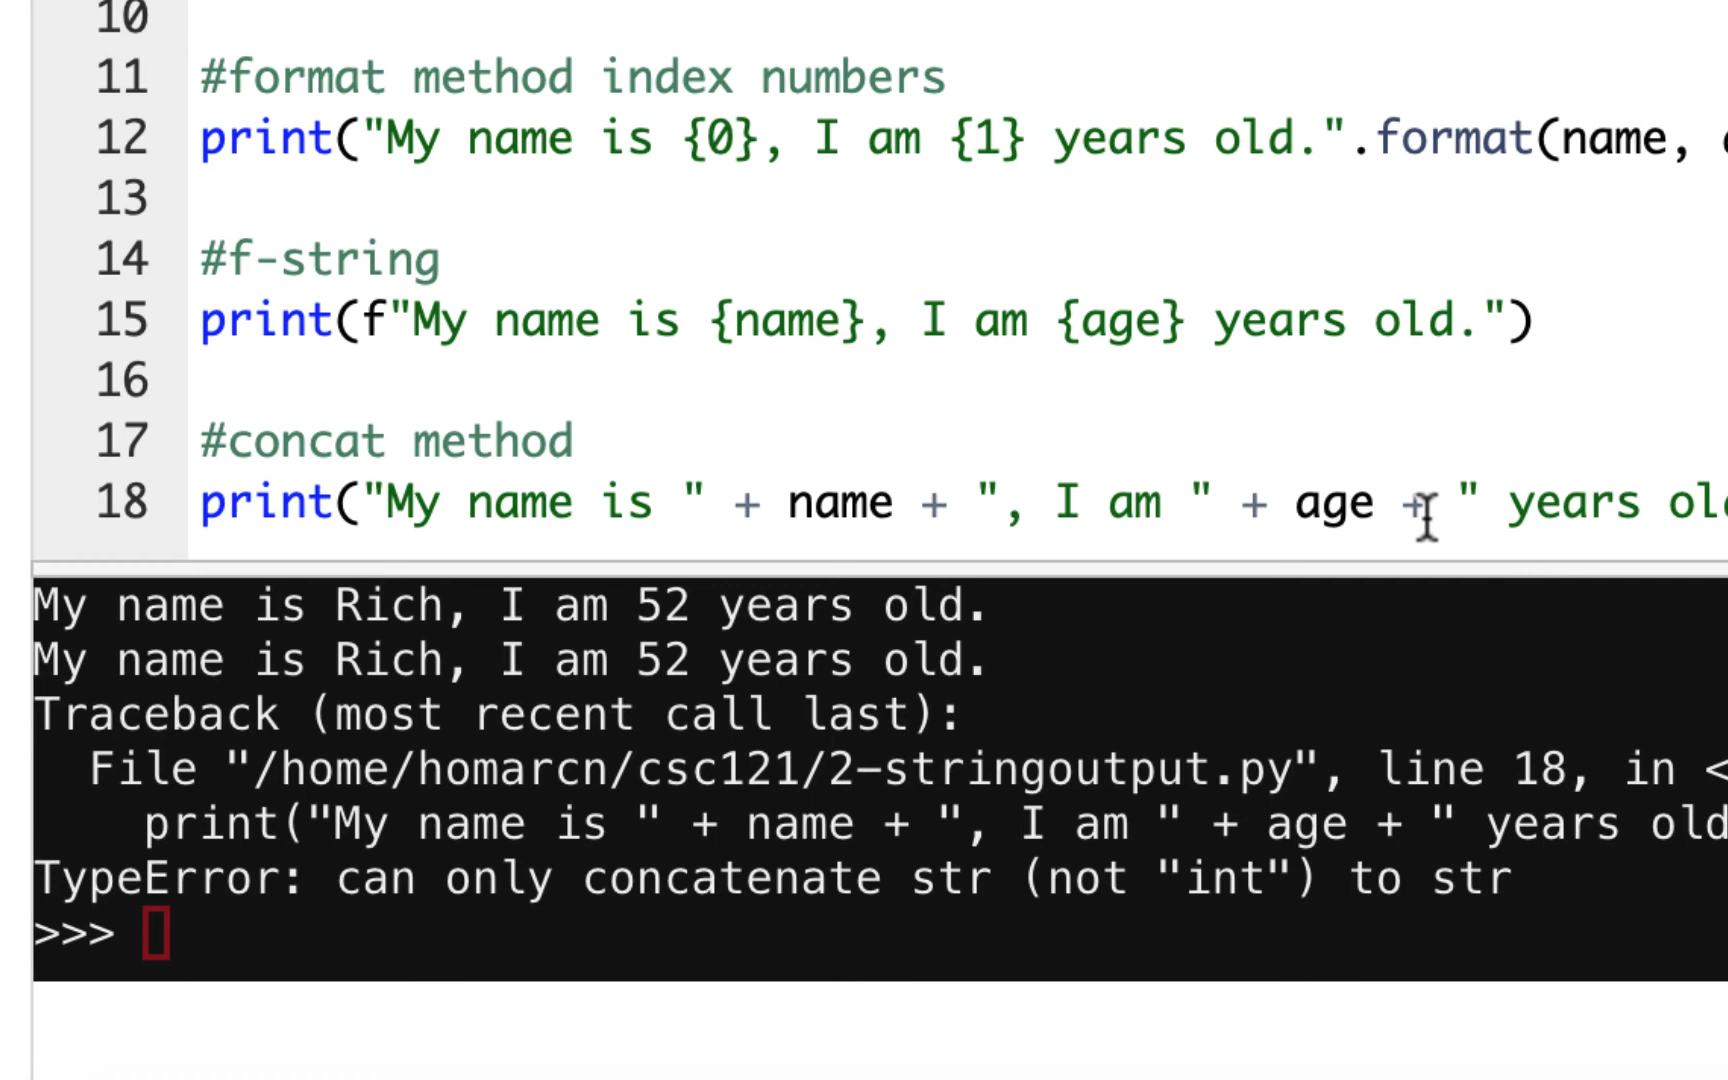 10
11 #format method index numbers
12 print("My name is {0}, I am {1} years old.".format(name,
13
14 #f-string
15 print(f"My name is {name}, I am {age} years old.")
16
17 #concat method
18 print("My name is " + name + ", I am " + age + " years old
My name is Rich, I am 52 years old.
My name is Rich, I am 52 years old.
Traceback (most recent call last):
  File "/home/homarcn/csc121/2-stringoutput.py", line 18, in <
    print("My name is " + name + ", I am " + age + " years old
TypeError: can only concatenate str (not "int") to str
>>>